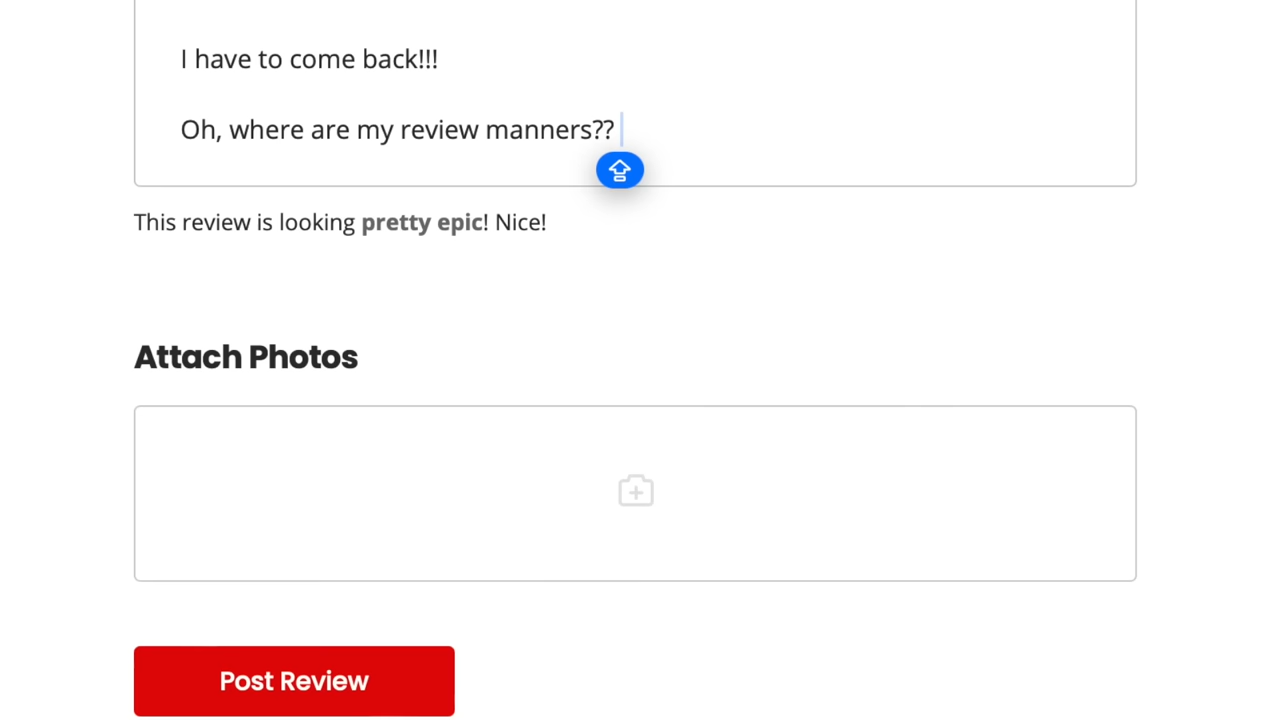 I have to come back!!!
Oh, where are my review manners??
This review is looking pretty epic! Nice!
Attach Photos
Post Review